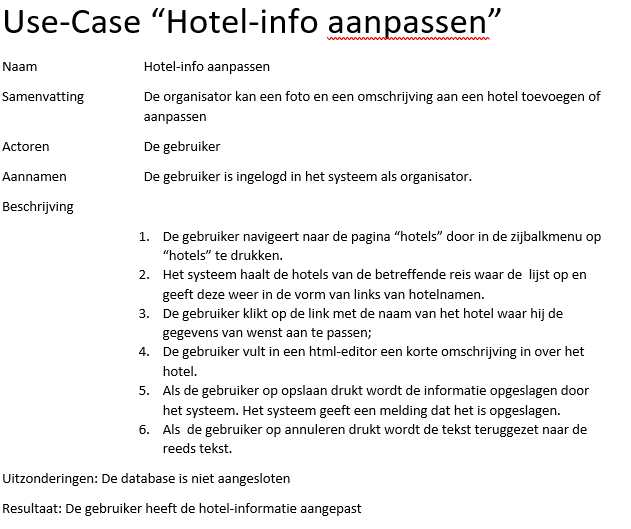 Use-Case “Hotel-info aanpassen”
Naam Hotel-info aanpassen
Samenvatting De organisator kan een foto en een omschrijving aan een hotel toevoegen of
aanpassen
Actoren De gebruiker
Aannamen De gebruiker is ingelogd in het systeem als organisator.
Beschrijving
1. De gebruiker navigeert naar de pagina “hotels” door in de zijbalkmenu op
“hotels” te drukken.
2. Het systeem haalt de hotels van de betreffende reis waar de lijst op en
geeft deze weer in de vorm van links van hotelnamen.
3. De gebruiker klikt op de link met de naam van het hotel waar hij de
gegevens van wenst aan te passen;
4. De gebruiker vult in een html-editor een korte omschrijving in over het
hotel.
5. Als de gebruiker op opslaan drukt wordt de informatie opgeslagen door
het systeem. Het systeem geeft een melding dat het is opgeslagen.
6. Als de gebruiker op annuleren drukt wordt de tekst teruggezet naar de
reeds tekst.
Uitzonderingen: De database is niet aangesloten
Resultaat: De gebruiker heeft de hotel-informatie aangepast